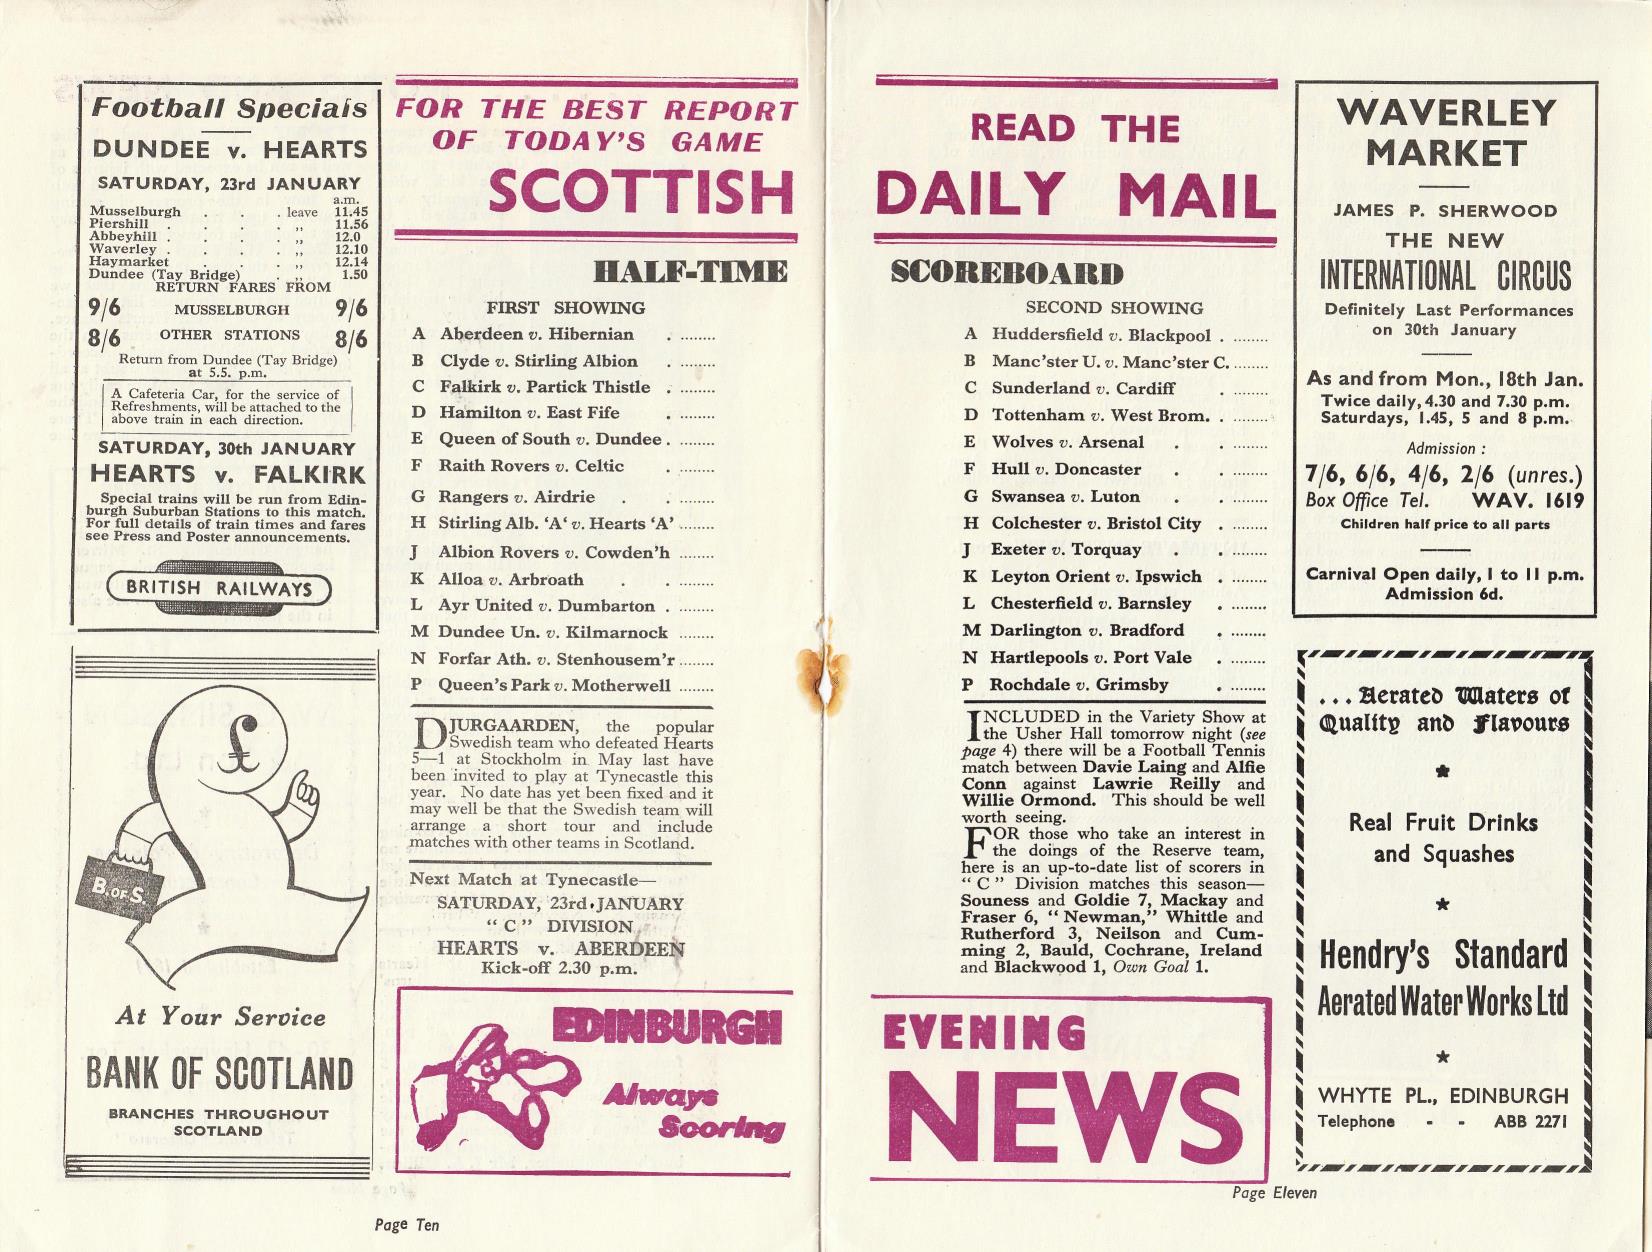 Football Specials
DUNDEE v. HEARTS
SATURDAY, 23rd JANUARY
a.m.
Musselburgh . . . leave 11.45
Piershill . . . . ,, 11.56
Abbeyhill . . . . ,, 12.0
Waverley . . . . ,, 12.10
Haymarket . . . ,, 12.14
Dundee (Tay Bridge) . ,, 1.50
RETURN FARES FROM
9/6 MUSSELBURGH 9/6
8/6 OTHER STATIONS 8/6
Return from Dundee (Tay Bridge)
at 5.5. p.m.
A Cafeteria Car, for the service of
Refreshments, will be attached to the
above train in each direction.
SATURDAY, 30th JANUARY
HEARTS v. FALKIRK
Special trains will be run from Edin-
burgh Suburban Stations to this match.
For full details of train times and fares
see Press and Poster announcements.
BRITISH RAILWAYS
£
B. OF S.
At Your Service
BANK OF SCOTLAND
BRANCHES THROUGHOUT
SCOTLAND
FOR THE BEST REPORT
OF TODAY'S GAME
SCOTTISH
HALF-TIME
FIRST SHOWING
A Aberdeen v. Hibernian . ........
B Clyde v. Stirling Albion . ........
C Falkirk v. Partick Thistle . ........
D Hamilton v. East Fife . ........
E Queen of South v. Dundee . ........
F Raith Rovers v. Celtic . ........
G Rangers v. Airdrie . . ........
H Stirling Alb. 'A' v. Hearts 'A' ........
J Albion Rovers v. Cowden'h ........
K Alloa v. Arbroath . . ........
L Ayr United v. Dumbarton . ........
M Dundee Un. v. Kilmarnock ........
N Forfar Ath. v. Stenhousem'r ........
P Queen's Park v. Motherwell ........
DJURGAARDEN, the popular
Swedish team who defeated Hearts
5—1 at Stockholm in May last have
been invited to play at Tynecastle this
year. No date has yet been fixed and it
may well be that the Swedish team will
arrange a short tour and include
matches with other teams in Scotland.
Next Match at Tynecastle—
SATURDAY, 23rd JANUARY
"C" DIVISION
HEARTS v. ABERDEEN
Kick-off 2.30 p.m.
EDINBURGH
Always
Scoring
Page Ten
READ THE
DAILY MAIL
SCOREBOARD
SECOND SHOWING
A Huddersfield v. Blackpool . ........
B Manc'ster U. v. Manc'ster C. ........
C Sunderland v. Cardiff . ........
D Tottenham v. West Brom. . ........
E Wolves v. Arsenal . . ........
F Hull v. Doncaster . . ........
G Swansea v. Luton . . ........
H Colchester v. Bristol City . ........
J Exeter v. Torquay . . ........
K Leyton Orient v. Ipswich . ........
L Chesterfield v. Barnsley . ........
M Darlington v. Bradford . ........
N Hartlepools v. Port Vale . ........
P Rochdale v. Grimsby . ........
INCLUDED in the Variety Show at
the Usher Hall tomorrow night (see
page 4) there will be a Football Tennis
match between Davie Laing and Alfie
Conn against Lawrie Reilly and
Willie Ormond. This should be well
worth seeing.
FOR those who take an interest in
the doings of the Reserve team,
here is an up-to-date list of scorers in
"C" Division matches this season—
Souness and Goldie 7, Mackay and
Fraser 6, "Newman," Whittle and
Rutherford 3, Neilson and Cum-
ming 2, Bauld, Cochrane, Ireland
and Blackwood 1, Own Goal 1.
EVENING
NEWS
WAVERLEY
MARKET
JAMES P. SHERWOOD
THE NEW
INTERNATIONAL CIRCUS
Definitely Last Performances
on 30th January
As and from Mon., 18th Jan.
Twice daily, 4.30 and 7.30 p.m.
Saturdays, 1.45, 5 and 8 p.m.
Admission :
7/6, 6/6, 4/6, 2/6 (unres.)
Box Office Tel. WAV. 1619
Children half price to all parts
Carnival Open daily, 1 to 11 p.m.
Admission 6d.
...Aerated Waters of
Quality and Flavours
Real Fruit Drinks
and Squashes
Hendry's Standard
Aerated Water Works Ltd
WHYTE PL., EDINBURGH
Telephone - - ABB 2271
Page Eleven